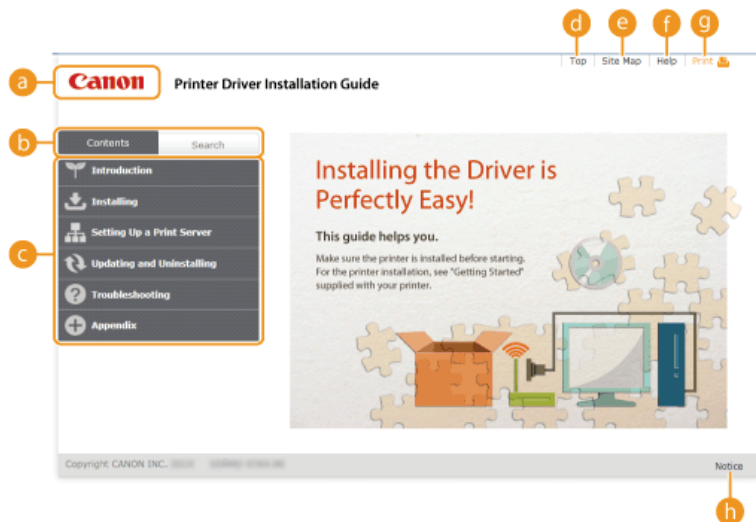 d e f g
Top Site Map Help Print
a Canon Printer Driver Installation Guide
b Contents Search
c
Introduction
Installing
Setting Up a Print Server
Updating and Uninstalling
Troubleshooting
Appendix
Installing the Driver is
Perfectly Easy!
This guide helps you.
Make sure the printer is installed before starting.
For the printer installation, see "Getting Started"
supplied with your printer.
Copyright CANON INC.
Notice
h